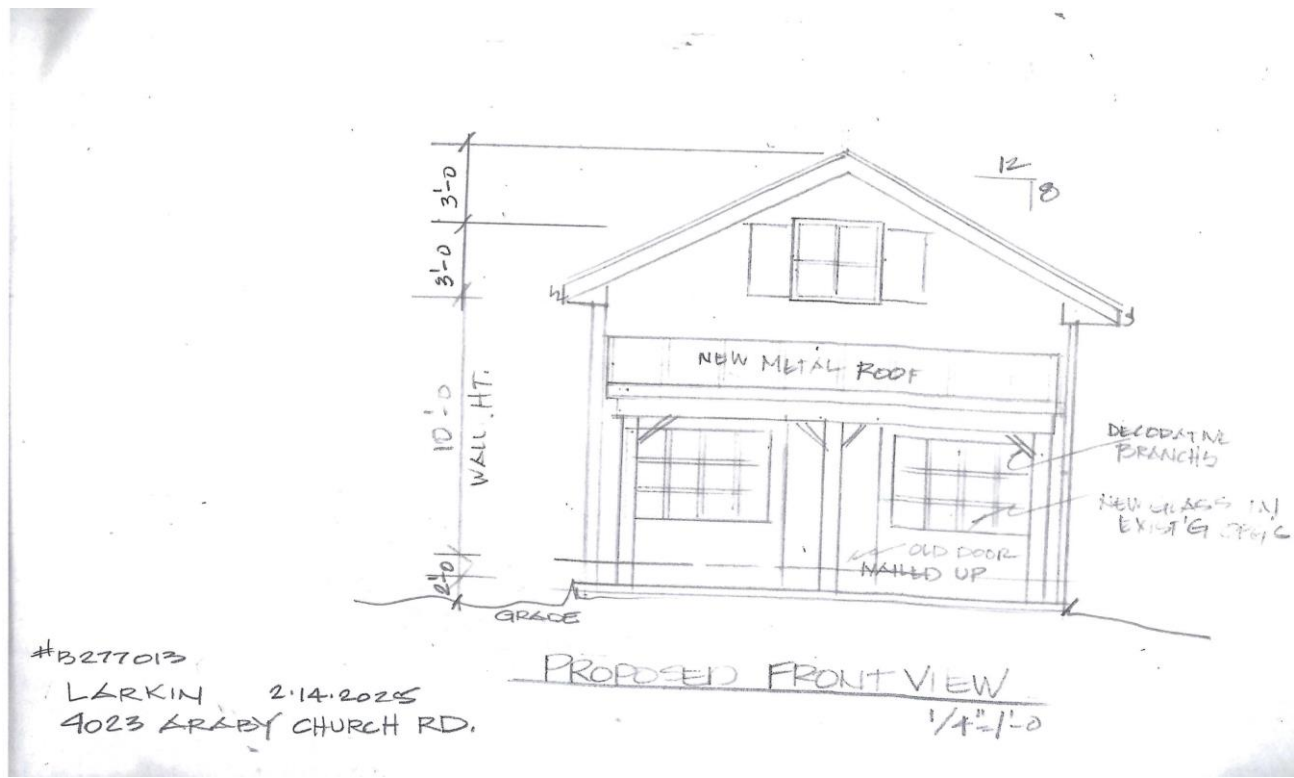 3'-0
3'-0
10'-0
WALL HT.
2'-0
12
8
NEW METAL ROOF
DECORATIVE
BRANCHS
NEW GLASS IN
EXIST'G
OLD DOOR
NAILED UP
GRADE
#B277013
LARKIN 2.14.2025
4023 ARABY CHURCH RD.
PROPOSED FRONT VIEW
1/4"=1'-0